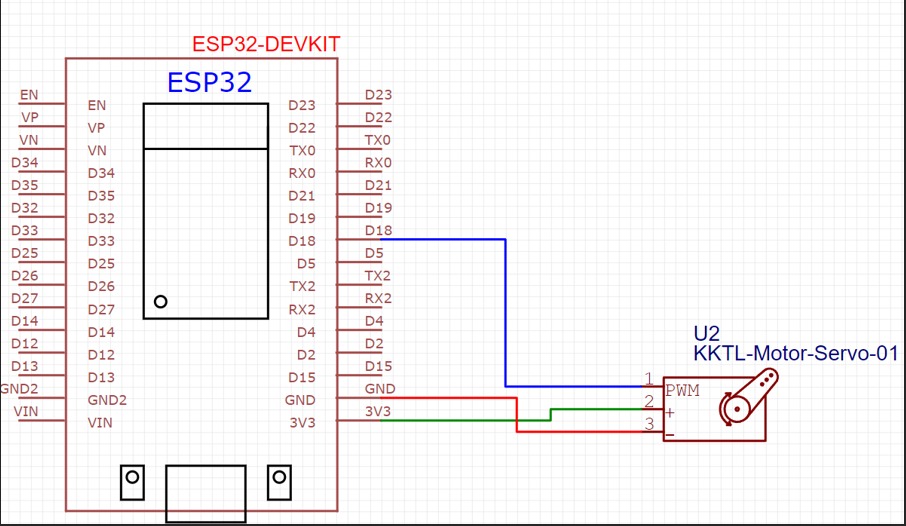 ESP32-DEVKIT
ESP32
EN EN D23 D23
VP VP D22 D22
VN VN TX0 TX0
D34 D34 RX0 RX0
D35 D35 D21 D21
D32 D32 D19 D19
D33 D33 D18 D18
D25 D25 D5 D5
D26 D26 TX2 TX2
D27 D27 RX2 RX2
D14 D14 D4 D4
D12 D12 D2 D2
D13 D13 D15 D15
GND2 GND2 GND GND
VIN VIN 3V3 3V3
U2
KKTL-Motor-Servo-01
1 PWM
2 +
3 -